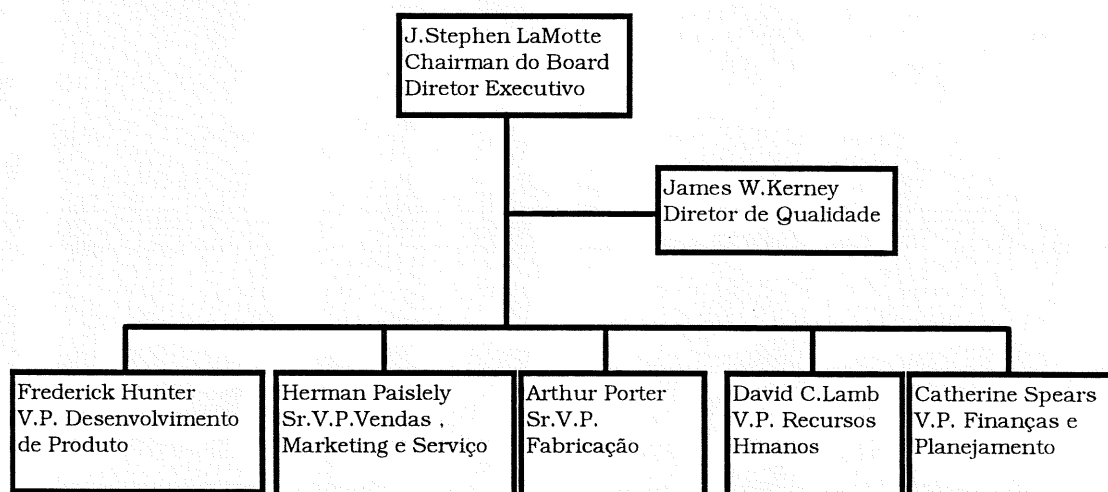 J.Stephen LaMotte
Chairman do Board
Diretor Executivo
James W.Kerney
Diretor de Qualidade
Frederick Hunter
V.P. Desenvolvimento
de Produto
Herman Paislely
Sr.V.P.Vendas ,
Marketing e Serviço
Arthur Porter
Sr.V.P.
Fabricação
David C.Lamb
V.P. Recursos
Hmanos
Catherine Spears
V.P. Finanças e
Planejamento